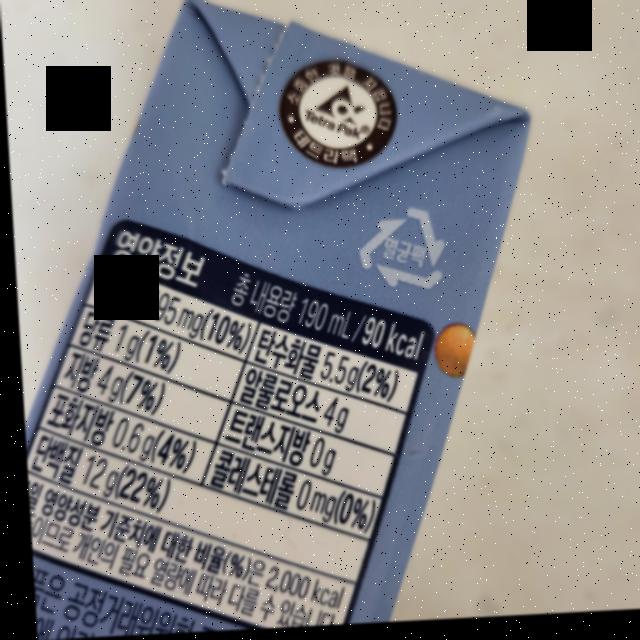 Tetra Pak®
멸균팩
영양정보
총 내용량 190 mL/90 kcal
95 mg(10%) 탄수화물 5.5g(2%)
당류 1g(1%) 알룰로오스 4g
지방 4g(7%) 트랜스지방 0g
포화지방 0.6g(4%) 콜레스테롤 0mg(0%)
단백질 12g(22%)
영양성분 기준치에 대한 비율(%)은 2,000 kcal
이므로 개인의 필요 열량에 따라 다를 수 있습니다